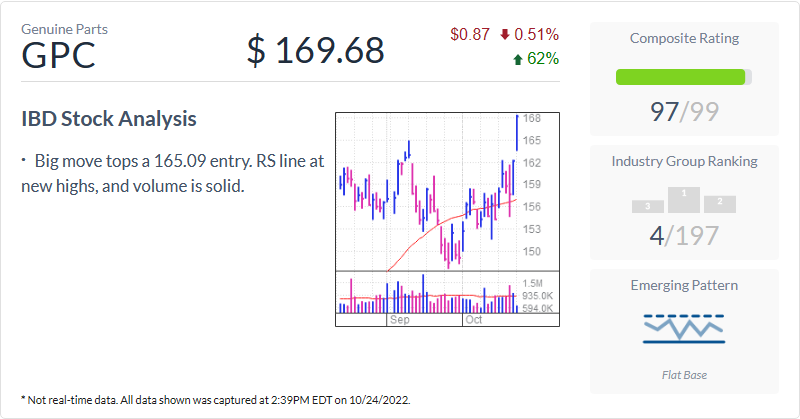 Genuine Parts
GPC
$ 169.68
$0.87 0.51%
62%
IBD Stock Analysis
· Big move tops a 165.09 entry. RS line at
new highs, and volume is solid.
168
165
162
159
156
153
150
1.5M
935.0K
594.0K
Sep Oct
Composite Rating
97/99
Industry Group Ranking
3 1 2
4/197
Emerging Pattern
Flat Base
* Not real-time data. All data shown was captured at 2:39PM EDT on 10/24/2022.